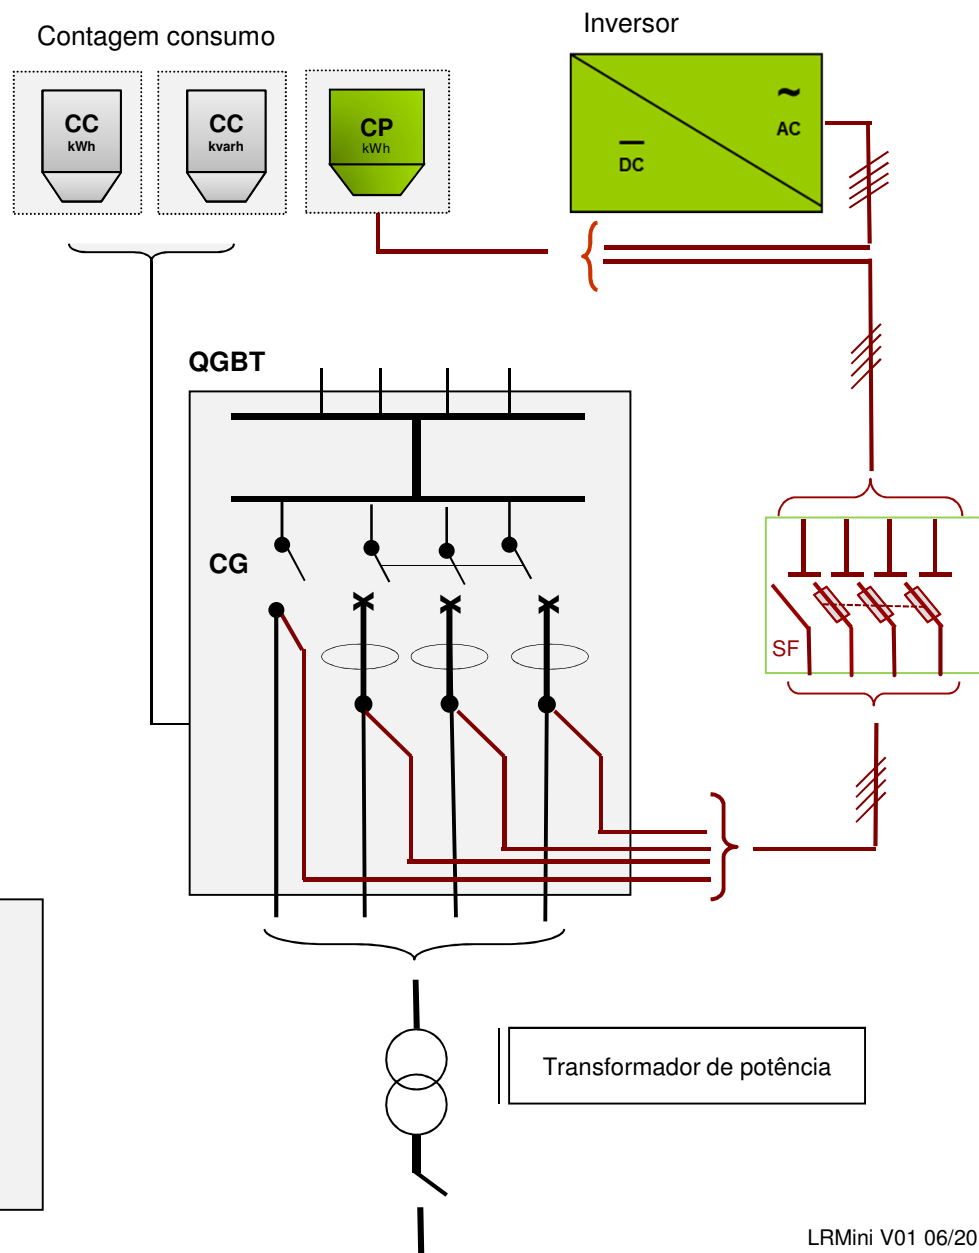 Contagem consumo
Inversor
CC
kWh
CC
kvarh
CP
kWh
~
AC
DC
QGBT
CG
SF
Transformador de potência
LRMini V01 06/20